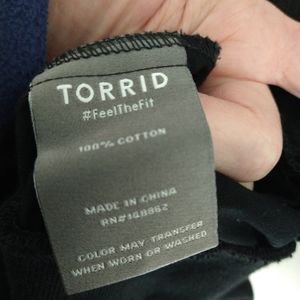 TORRID
#FeelTheFit
100% COTTON
MADE IN CHINA
RN#148862
COLOR MAY TRANSFER
WHEN WORN OR WASHED